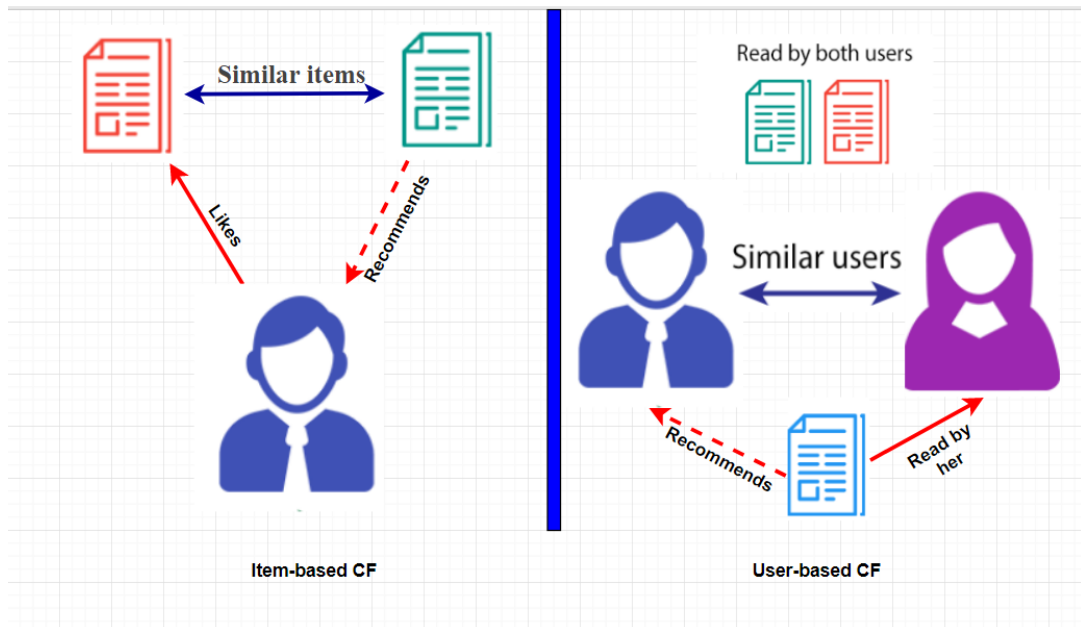 Similar items
Likes
Recommends
Item-based CF
Read by both users
Similar users
Recommends
Read by
her
User-based CF